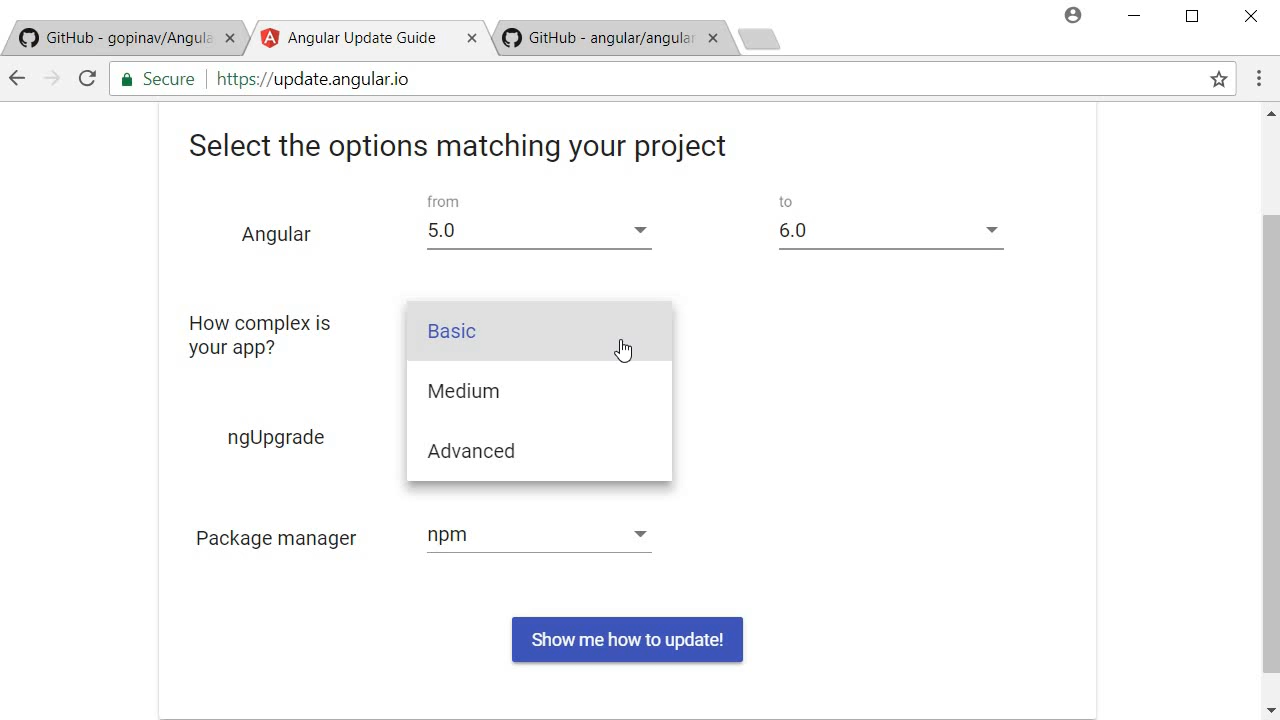 GitHub - gopinav/Angula
Angular Update Guide
GitHub - angular/angular
Secure
https://update.angular.io
Select the options matching your project
from
to
Angular
5.0
6.0
How complex is
your app?
Basic
Medium
Advanced
ngUpgrade
Package manager
npm
Show me how to update!